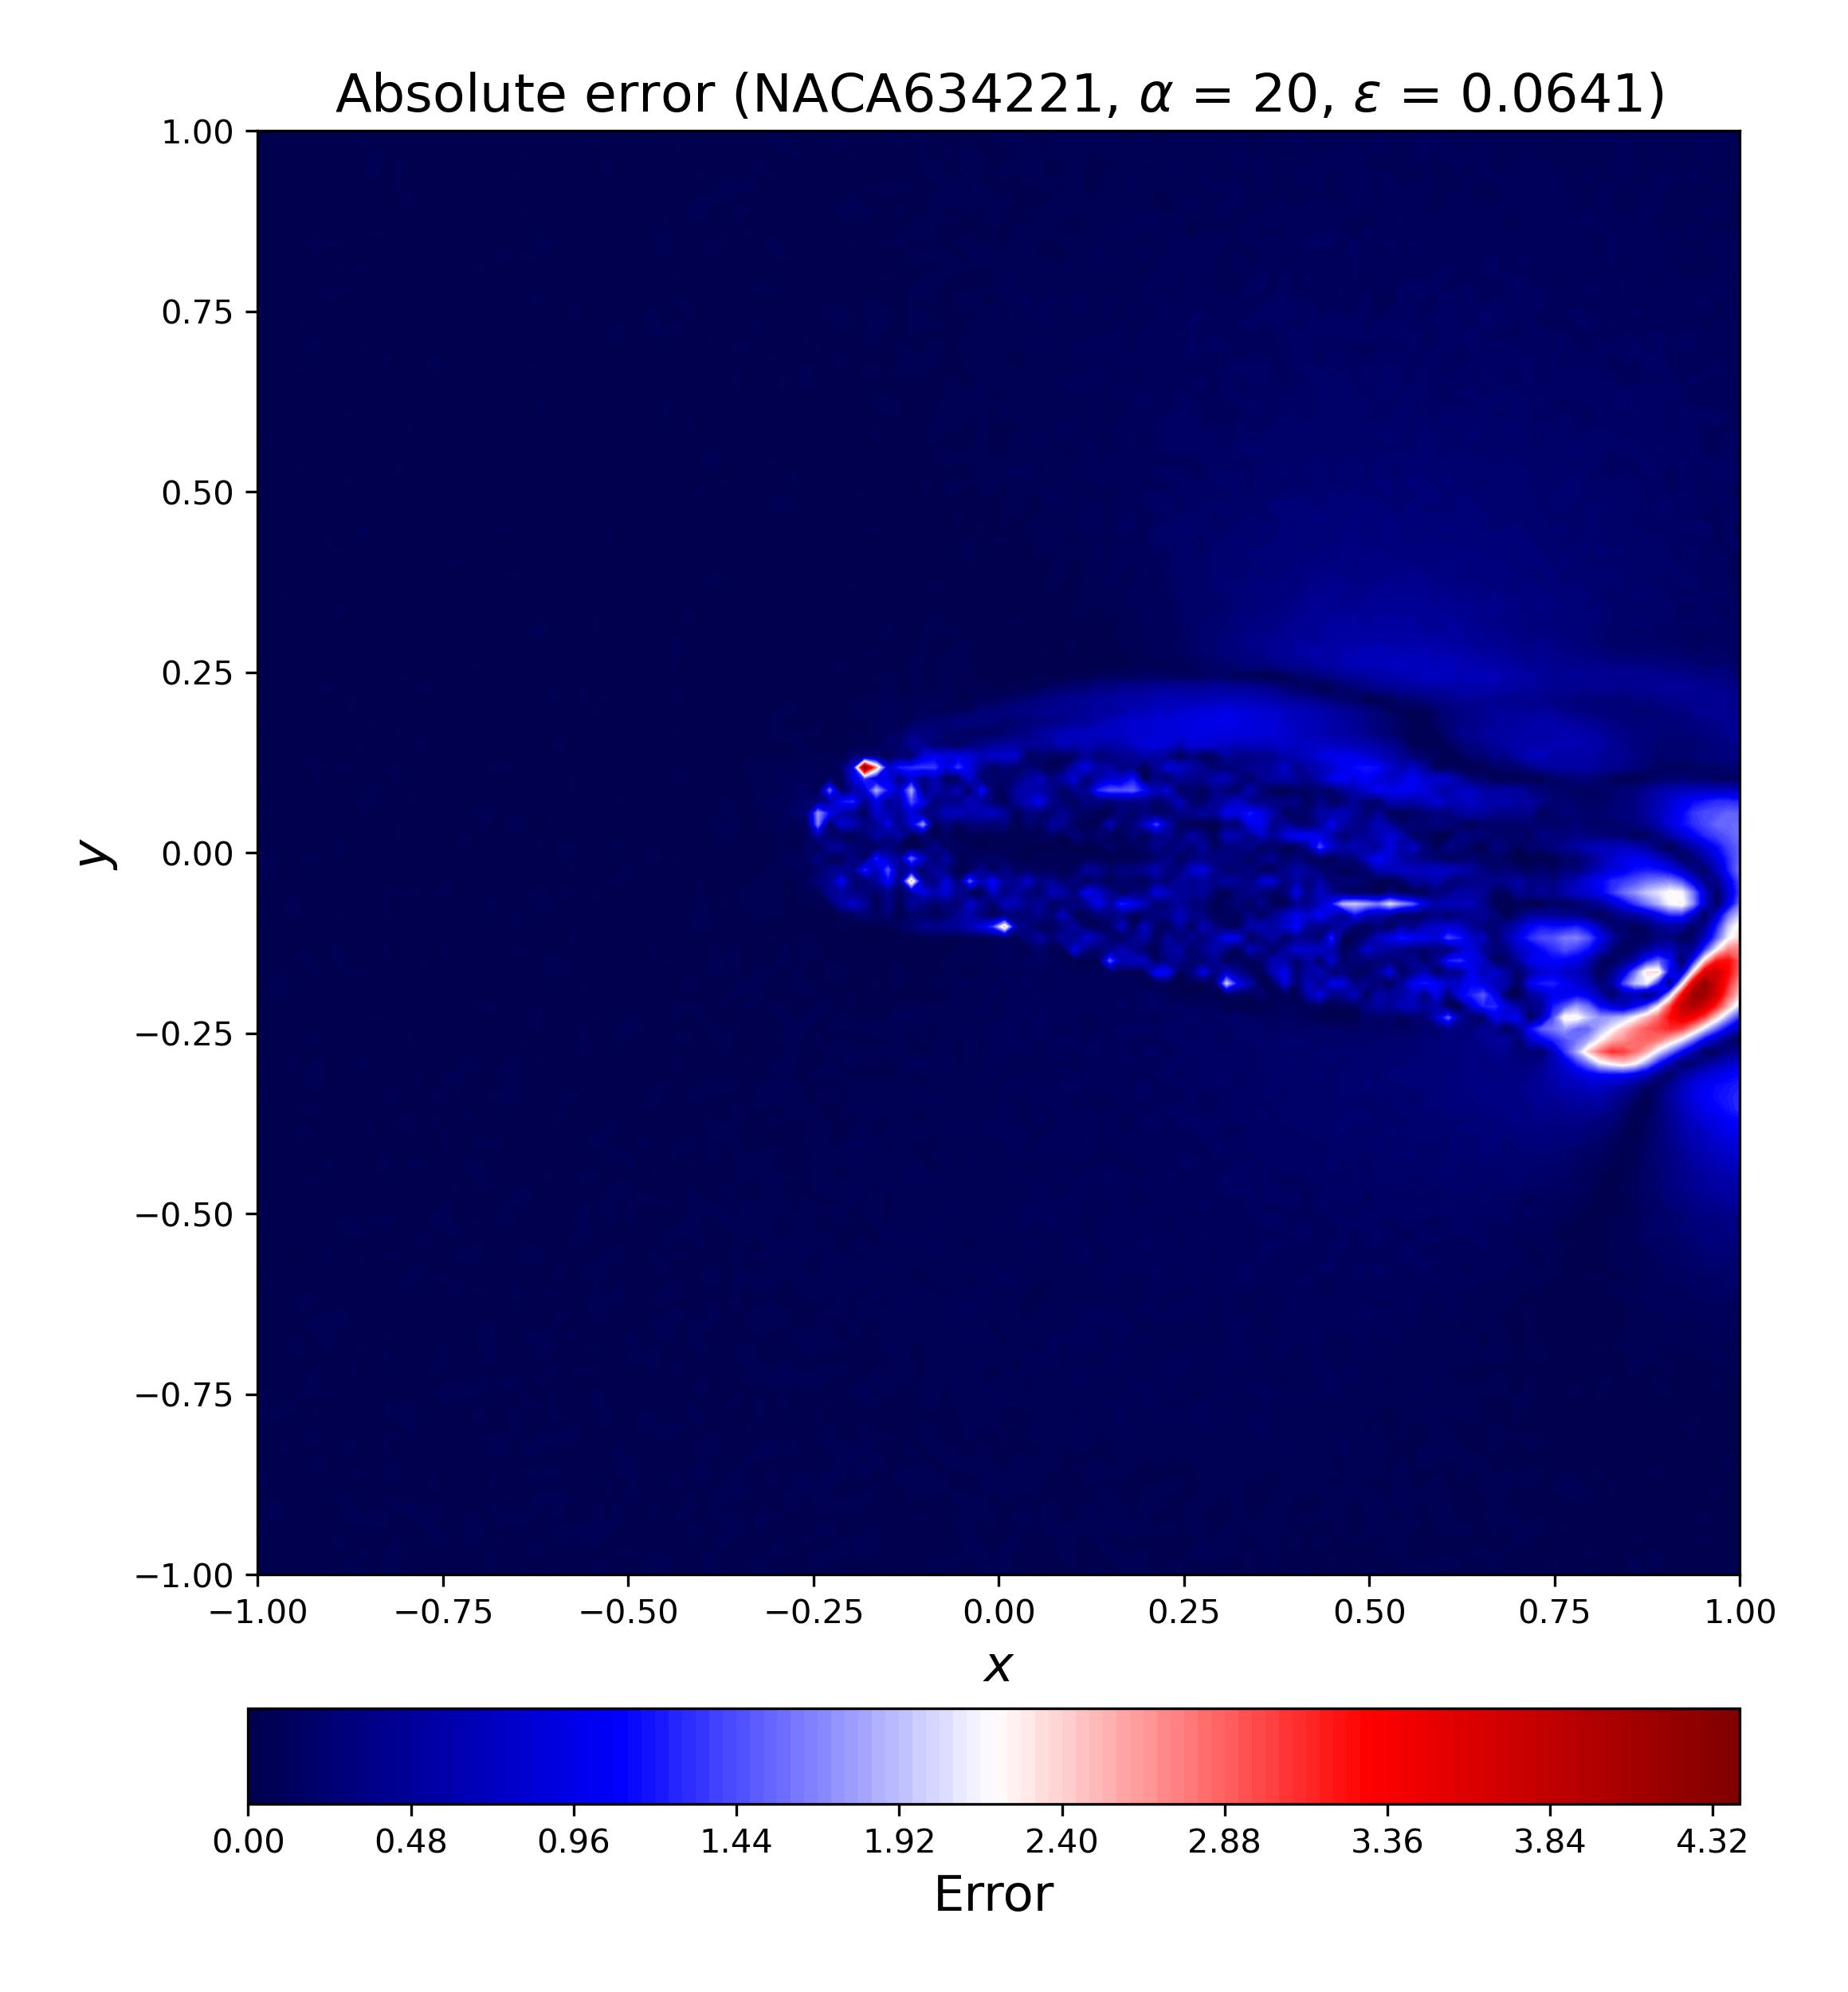 Absolute error (NACA634221, α = 20, ε = 0.0641)
1.00
0.75
0.50
0.25
0.00
−0.25
−0.50
−0.75
−1.00
y
−1.00 −0.75 −0.50 −0.25 0.00 0.25 0.50 0.75 1.00
x
0.00 0.48 0.96 1.44 1.92 2.40 2.88 3.36 3.84 4.32
Error